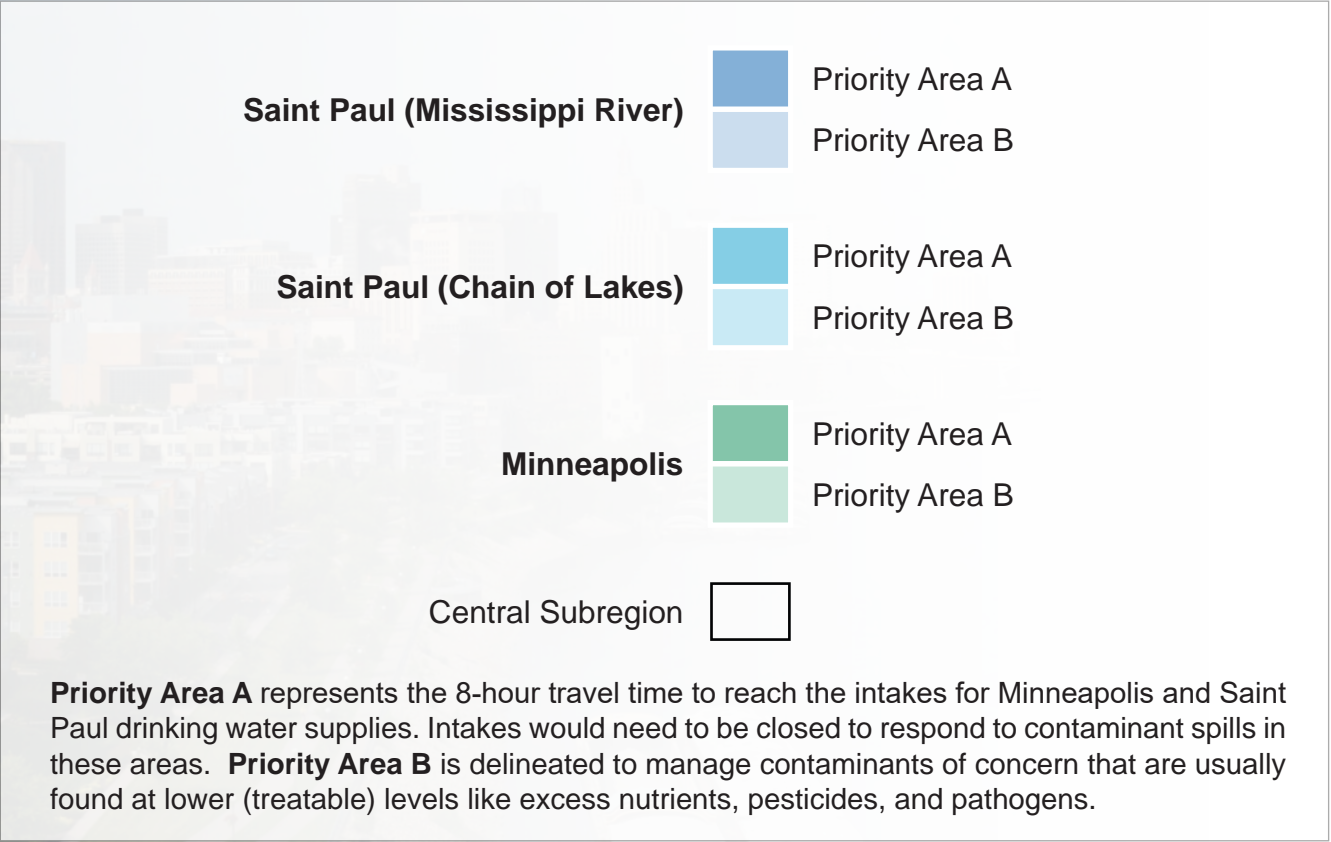 Saint Paul (Mississippi River)
Priority Area A
Priority Area B
Saint Paul (Chain of Lakes)
Priority Area A
Priority Area B
Minneapolis
Priority Area A
Priority Area B
Central Subregion
Priority Area A represents the 8-hour travel time to reach the intakes for Minneapolis and Saint
Paul drinking water supplies. Intakes would need to be closed to respond to contaminant spills in
these areas. Priority Area B is delineated to manage contaminants of concern that are usually
found at lower (treatable) levels like excess nutrients, pesticides, and pathogens.